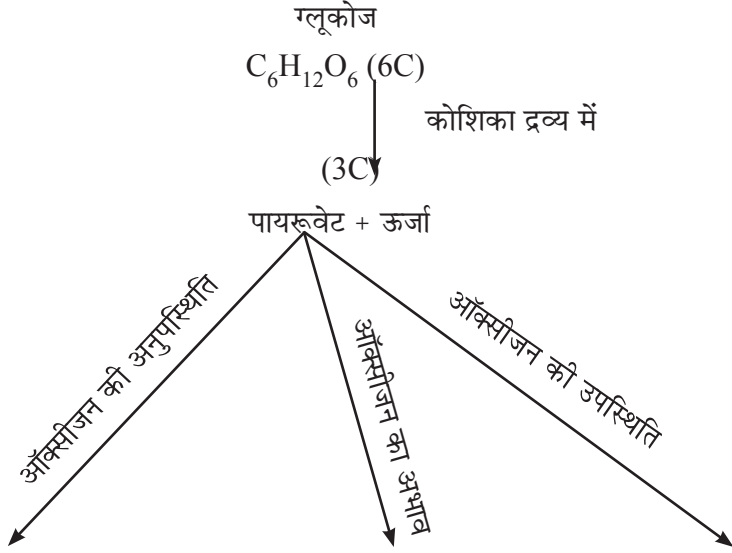 ग्लूकोज
C₆H₁₂O₆ (6C)
कोशिका द्रव्य में
(3C)
पायरूवेट + ऊर्जा
ऑक्सीजन की अनुपस्थिति
ऑक्सीजन का अभाव
ऑक्सीजन की उपस्थिति